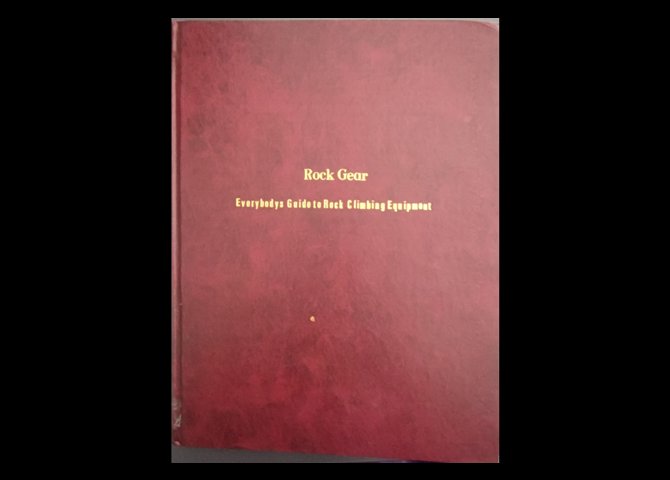 Rock Gear
Everybodys Guide to Rock Climbing Equipment